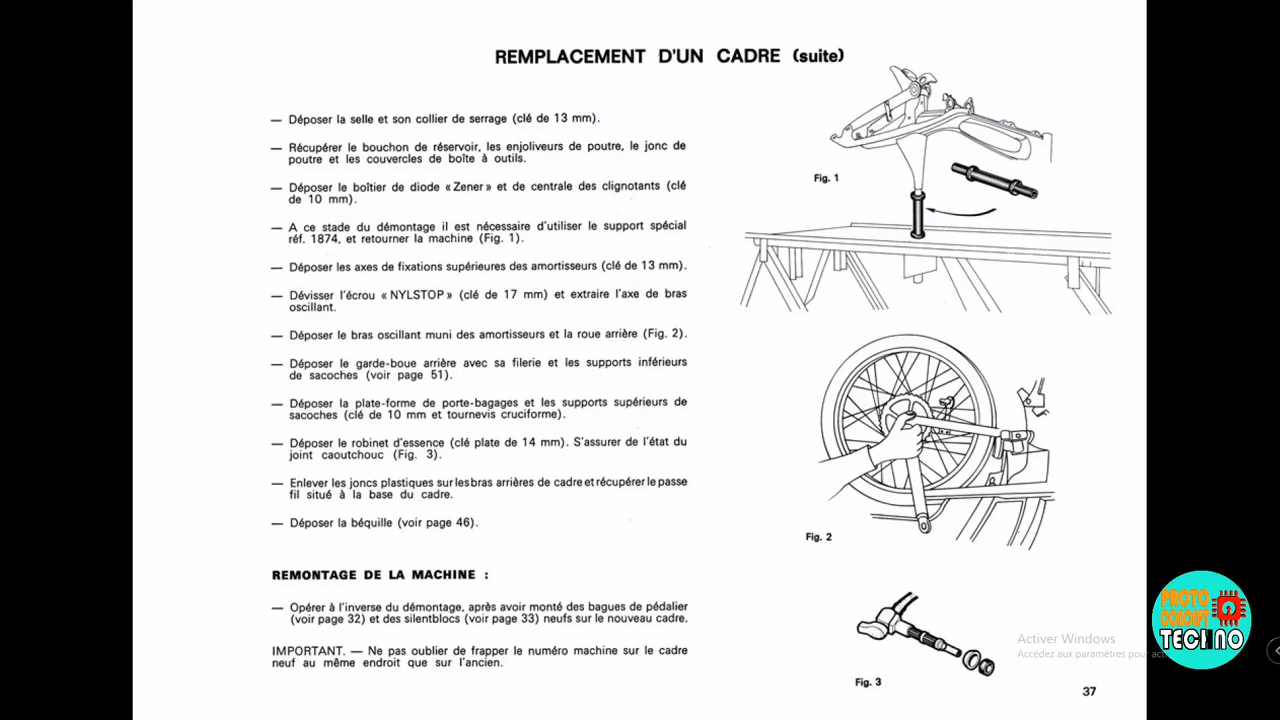 REMPLACEMENT D'UN CADRE (suite)
— Déposer la selle et son collier de serrage (clé de 13 mm).
— Récupérer le bouchon de réservoir, les enjoliveurs de poutre, le jonc de
poutre et les couvercles de boîte à outils.
— Déposer le boîtier de diode « Zener » et de centrale des clignotants (clé
de 10 mm).
— A ce stade du démontage il est nécessaire d'utiliser le support spécial
réf. 1874, et retourner la machine (Fig. 1).
— Déposer les axes de fixations supérieures des amortisseurs (clé de 13 mm).
— Dévisser l'écrou « NYLSTOP » (clé de 17 mm) et extraire l'axe de bras
oscillant.
— Déposer le bras oscillant muni des amortisseurs et la roue arrière (Fig. 2).
— Déposer le garde-boue arrière avec sa filerie et les supports inférieurs
de sacoches (voir page 51).
— Déposer la plate-forme de porte-bagages et les supports supérieurs de
sacoches (clé de 10 mm et tournevis cruciforme).
— Déposer le robinet d'essence (clé plate de 14 mm). S'assurer de l'état du
joint caoutchouc (Fig. 3).
— Enlever les joncs plastiques sur les bras arrières de cadre et récupérer le passe
fil situé à la base du cadre.
— Déposer la béquille (voir page 46).
REMONTAGE DE LA MACHINE :
— Opérer à l'inverse du démontage, après avoir monté des bagues de pédalier
(voir page 32) et des silentblocs (voir page 33) neufs sur le nouveau cadre.
IMPORTANT. — Ne pas oublier de frapper le numéro machine sur le cadre
neuf au même endroit que sur l'ancien.
Fig. 1
Fig. 2
Fig. 3
37
Activer Windows
Accédez aux paramètres pour act
PROTO
CONCEPT
TECHNO